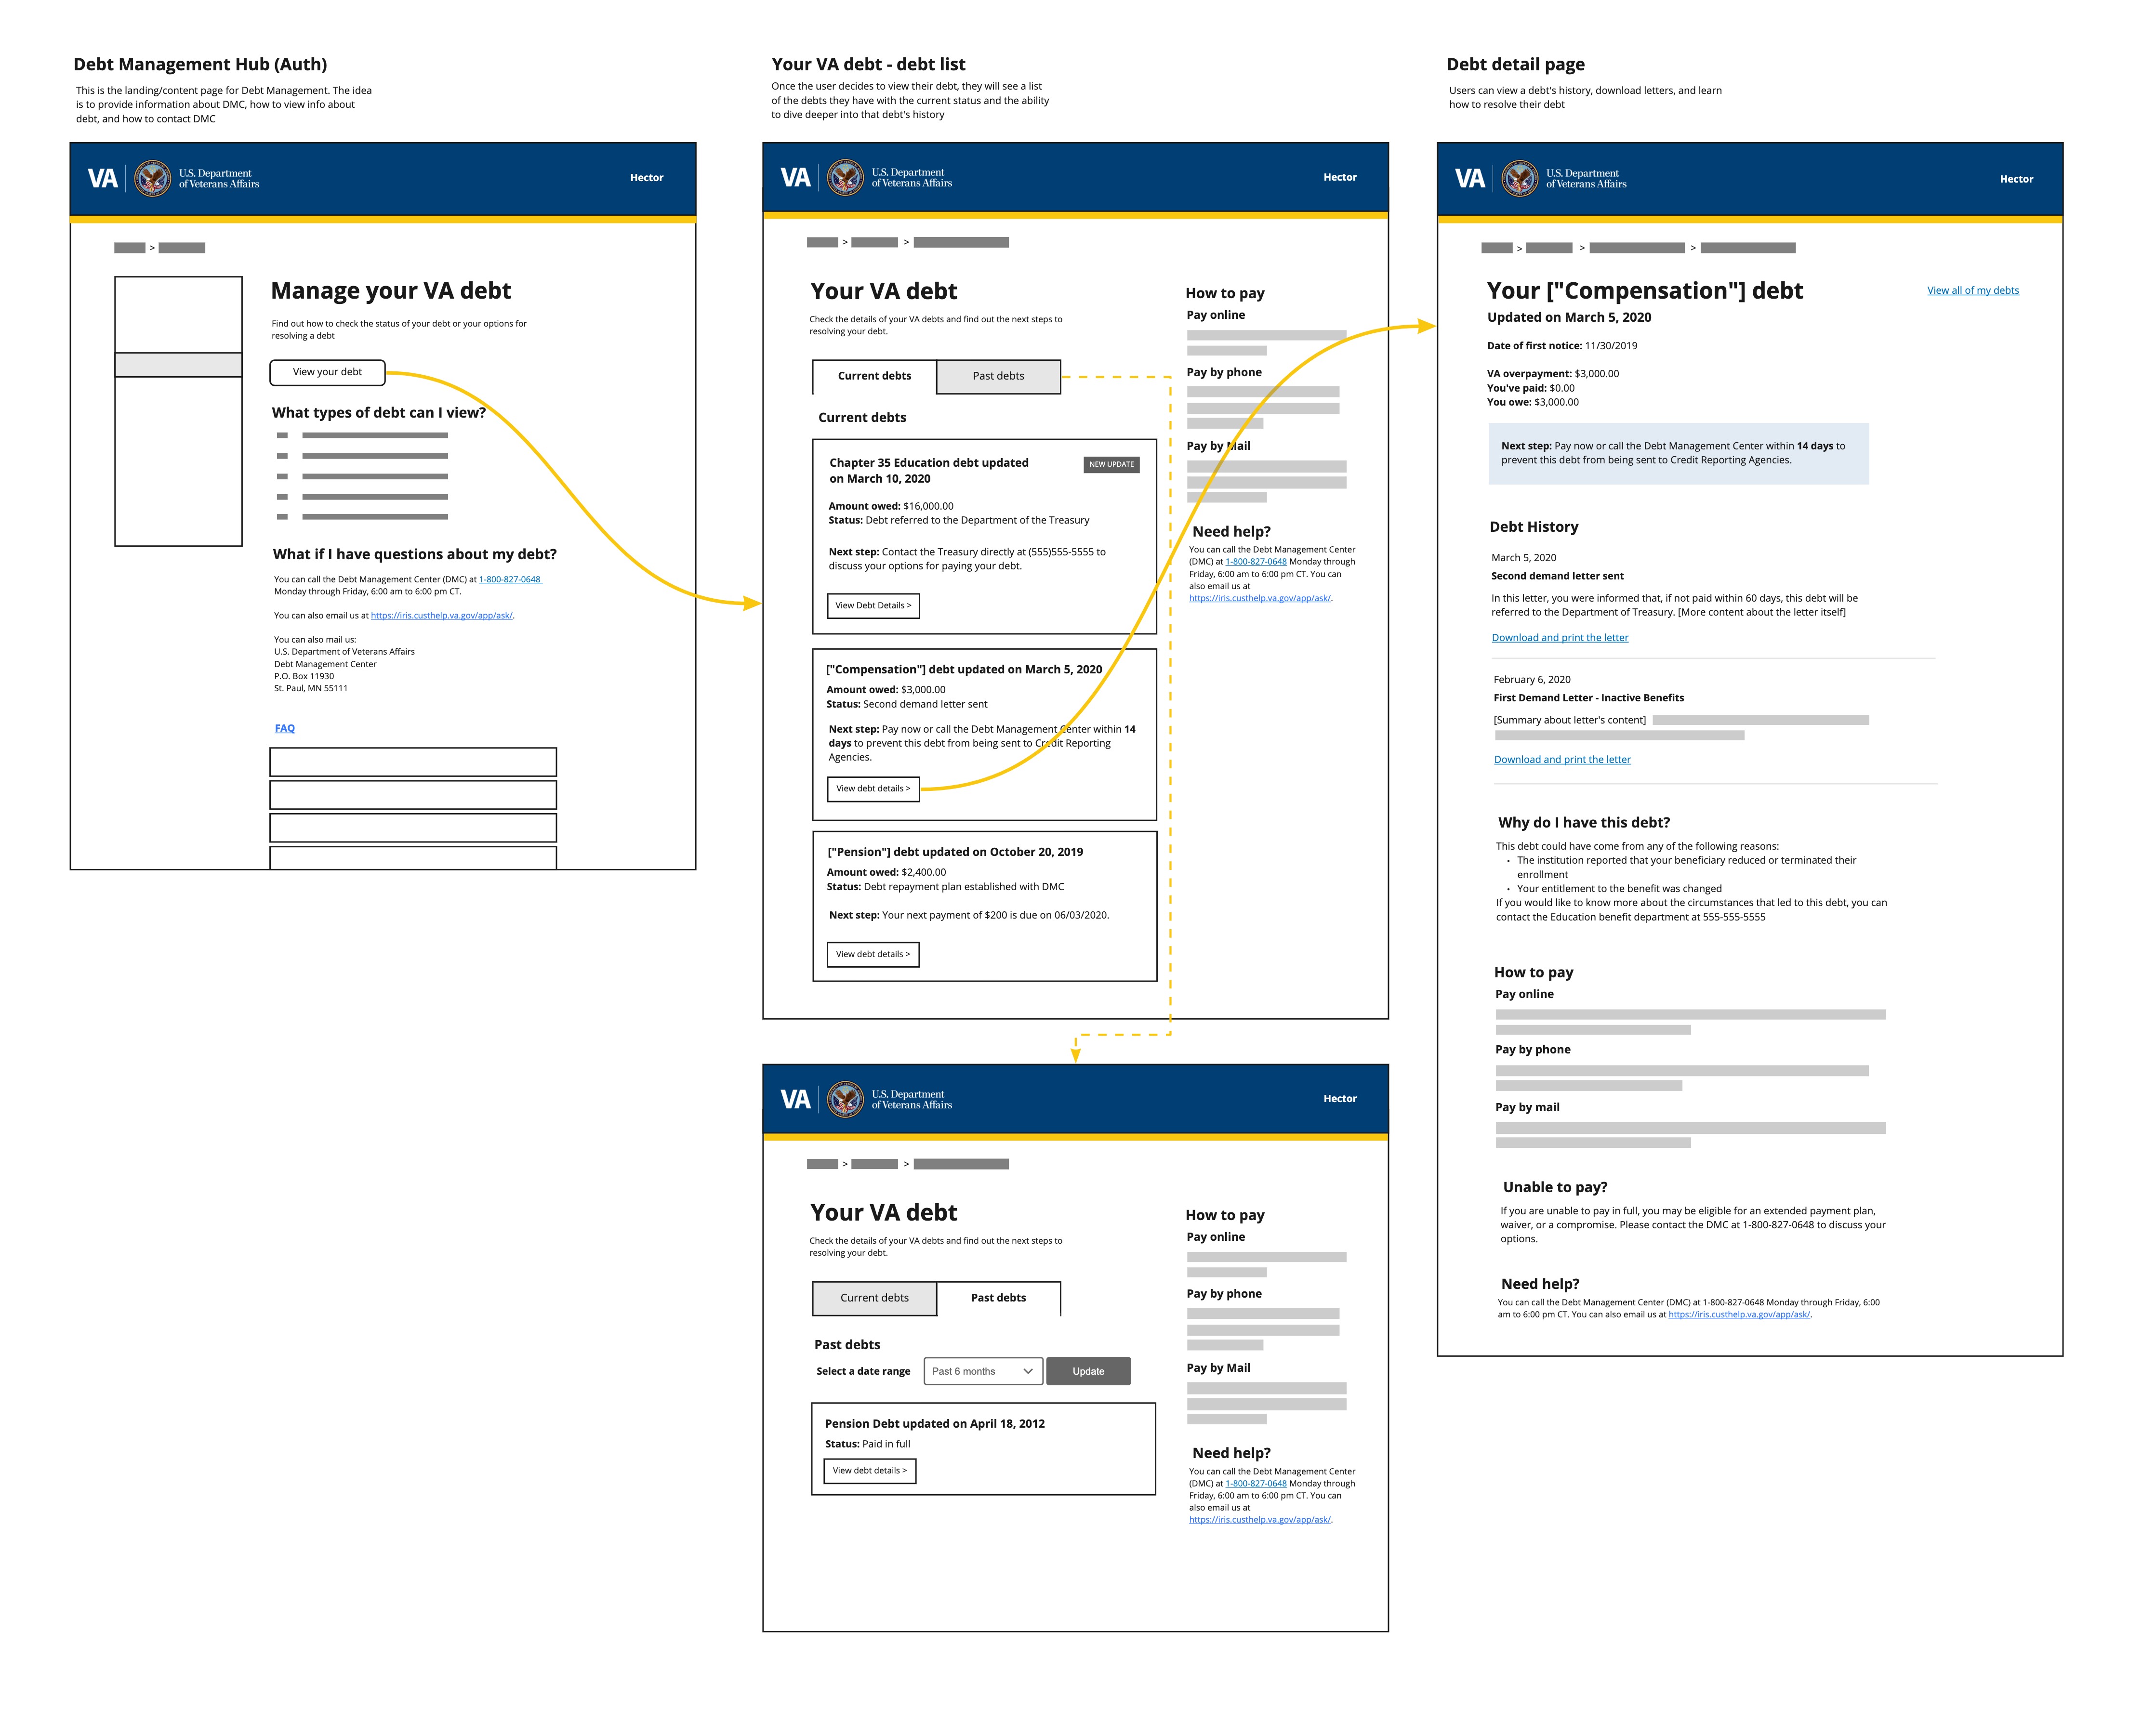 Debt Management Hub (Auth)
This is the landing/content page for Debt Management. The idea
is to provide information about DMC, how to view info about
debt, and how to contact DMC
VA
U.S. Department
of Veterans Affairs
Hector
>
Manage your VA debt
Find out how to check the status of your debt or your options for
resolving a debt
View your debt
What types of debt can I view?
What if I have questions about my debt?
You can call the Debt Management Center (DMC) at 1-800-827-0648
Monday through Friday, 6:00 am to 6:00 pm CT.
You can also email us at https://iris.custhelp.va.gov/app/ask/.
You can also mail us:
U.S. Department of Veterans Affairs
Debt Management Center
P.O. Box 11930
St. Paul, MN 55111
FAQ
Your VA debt - debt list
Once the user decides to view their debt, they will see a list
of the debts they have with the current status and the ability
to dive deeper into that debt's history
VA
U.S. Department
of Veterans Affairs
Hector
> >
Your VA debt
Check the details of your VA debts and find out the next steps to
resolving your debt.
Current debts
Past debts
Current debts
Chapter 35 Education debt updated
on March 10, 2020
NEW UPDATE
Amount owed: $16,000.00
Status: Debt referred to the Department of the Treasury
Next step: Contact the Treasury directly at (555)555-5555 to
discuss your options for paying your debt.
View Debt Details >
["Compensation"] debt updated on March 5, 2020
Amount owed: $3,000.00
Status: Second demand letter sent
Next step: Pay now or call the Debt Management Center within 14
days to prevent this debt from being sent to Credit Reporting
Agencies.
View debt details >
["Pension"] debt updated on October 20, 2019
Amount owed: $2,400.00
Status: Debt repayment plan established with DMC
Next step: Your next payment of $200 is due on 06/03/2020.
View debt details >
How to pay
Pay online
Pay by phone
Pay by Mail
Need help?
You can call the Debt Management Center
(DMC) at 1-800-827-0648 Monday through
Friday, 6:00 am to 6:00 pm CT. You can
also email us at
https://iris.custhelp.va.gov/app/ask/.
VA
U.S. Department
of Veterans Affairs
Hector
> >
Your VA debt
Check the details of your VA debts and find out the next steps to
resolving your debt.
Current debts
Past debts
Past debts
Select a date range
Past 6 months
Update
Pension Debt updated on April 18, 2012
Status: Paid in full
View debt details >
How to pay
Pay online
Pay by phone
Pay by Mail
Need help?
You can call the Debt Management Center
(DMC) at 1-800-827-0648 Monday through
Friday, 6:00 am to 6:00 pm CT. You can
also email us at
https://iris.custhelp.va.gov/app/ask/.
Debt detail page
Users can view a debt's history, download letters, and learn
how to resolve their debt
VA
U.S. Department
of Veterans Affairs
Hector
> > >
Your ["Compensation"] debt
View all of my debts
Updated on March 5, 2020
Date of first notice: 11/30/2019
VA overpayment: $3,000.00
You've paid: $0.00
You owe: $3,000.00
Next step: Pay now or call the Debt Management Center within 14 days to
prevent this debt from being sent to Credit Reporting Agencies.
Debt History
March 5, 2020
Second demand letter sent
In this letter, you were informed that, if not paid within 60 days, this debt will be
referred to the Department of Treasury. [More content about the letter itself]
Download and print the letter
February 6, 2020
First Demand Letter - Inactive Benefits
[Summary about letter's content]
Download and print the letter
Why do I have this debt?
This debt could have come from any of the following reasons:
• The institution reported that your beneficiary reduced or terminated their
enrollment
• Your entitlement to the benefit was changed
If you would like to know more about the circumstances that led to this debt, you can
contact the Education benefit department at 555-555-5555
How to pay
Pay online
Pay by phone
Pay by mail
Unable to pay?
If you are unable to pay in full, you may be eligible for an extended payment plan,
waiver, or a compromise. Please contact the DMC at 1-800-827-0648 to discuss your
options.
Need help?
You can call the Debt Management Center (DMC) at 1-800-827-0648 Monday through Friday, 6:00
am to 6:00 pm CT. You can also email us at https://iris.custhelp.va.gov/app/ask/.